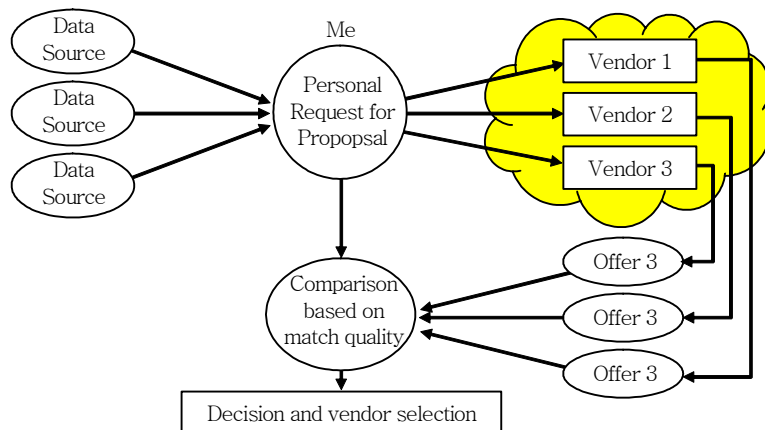 Data
Source
Data
Source
Data
Source
Me
Personal
Request for
Propopsal
Vendor 1
Vendor 2
Vendor 3
Offer 3
Offer 3
Offer 3
Comparison
based on
match quality
Decision and vendor selection